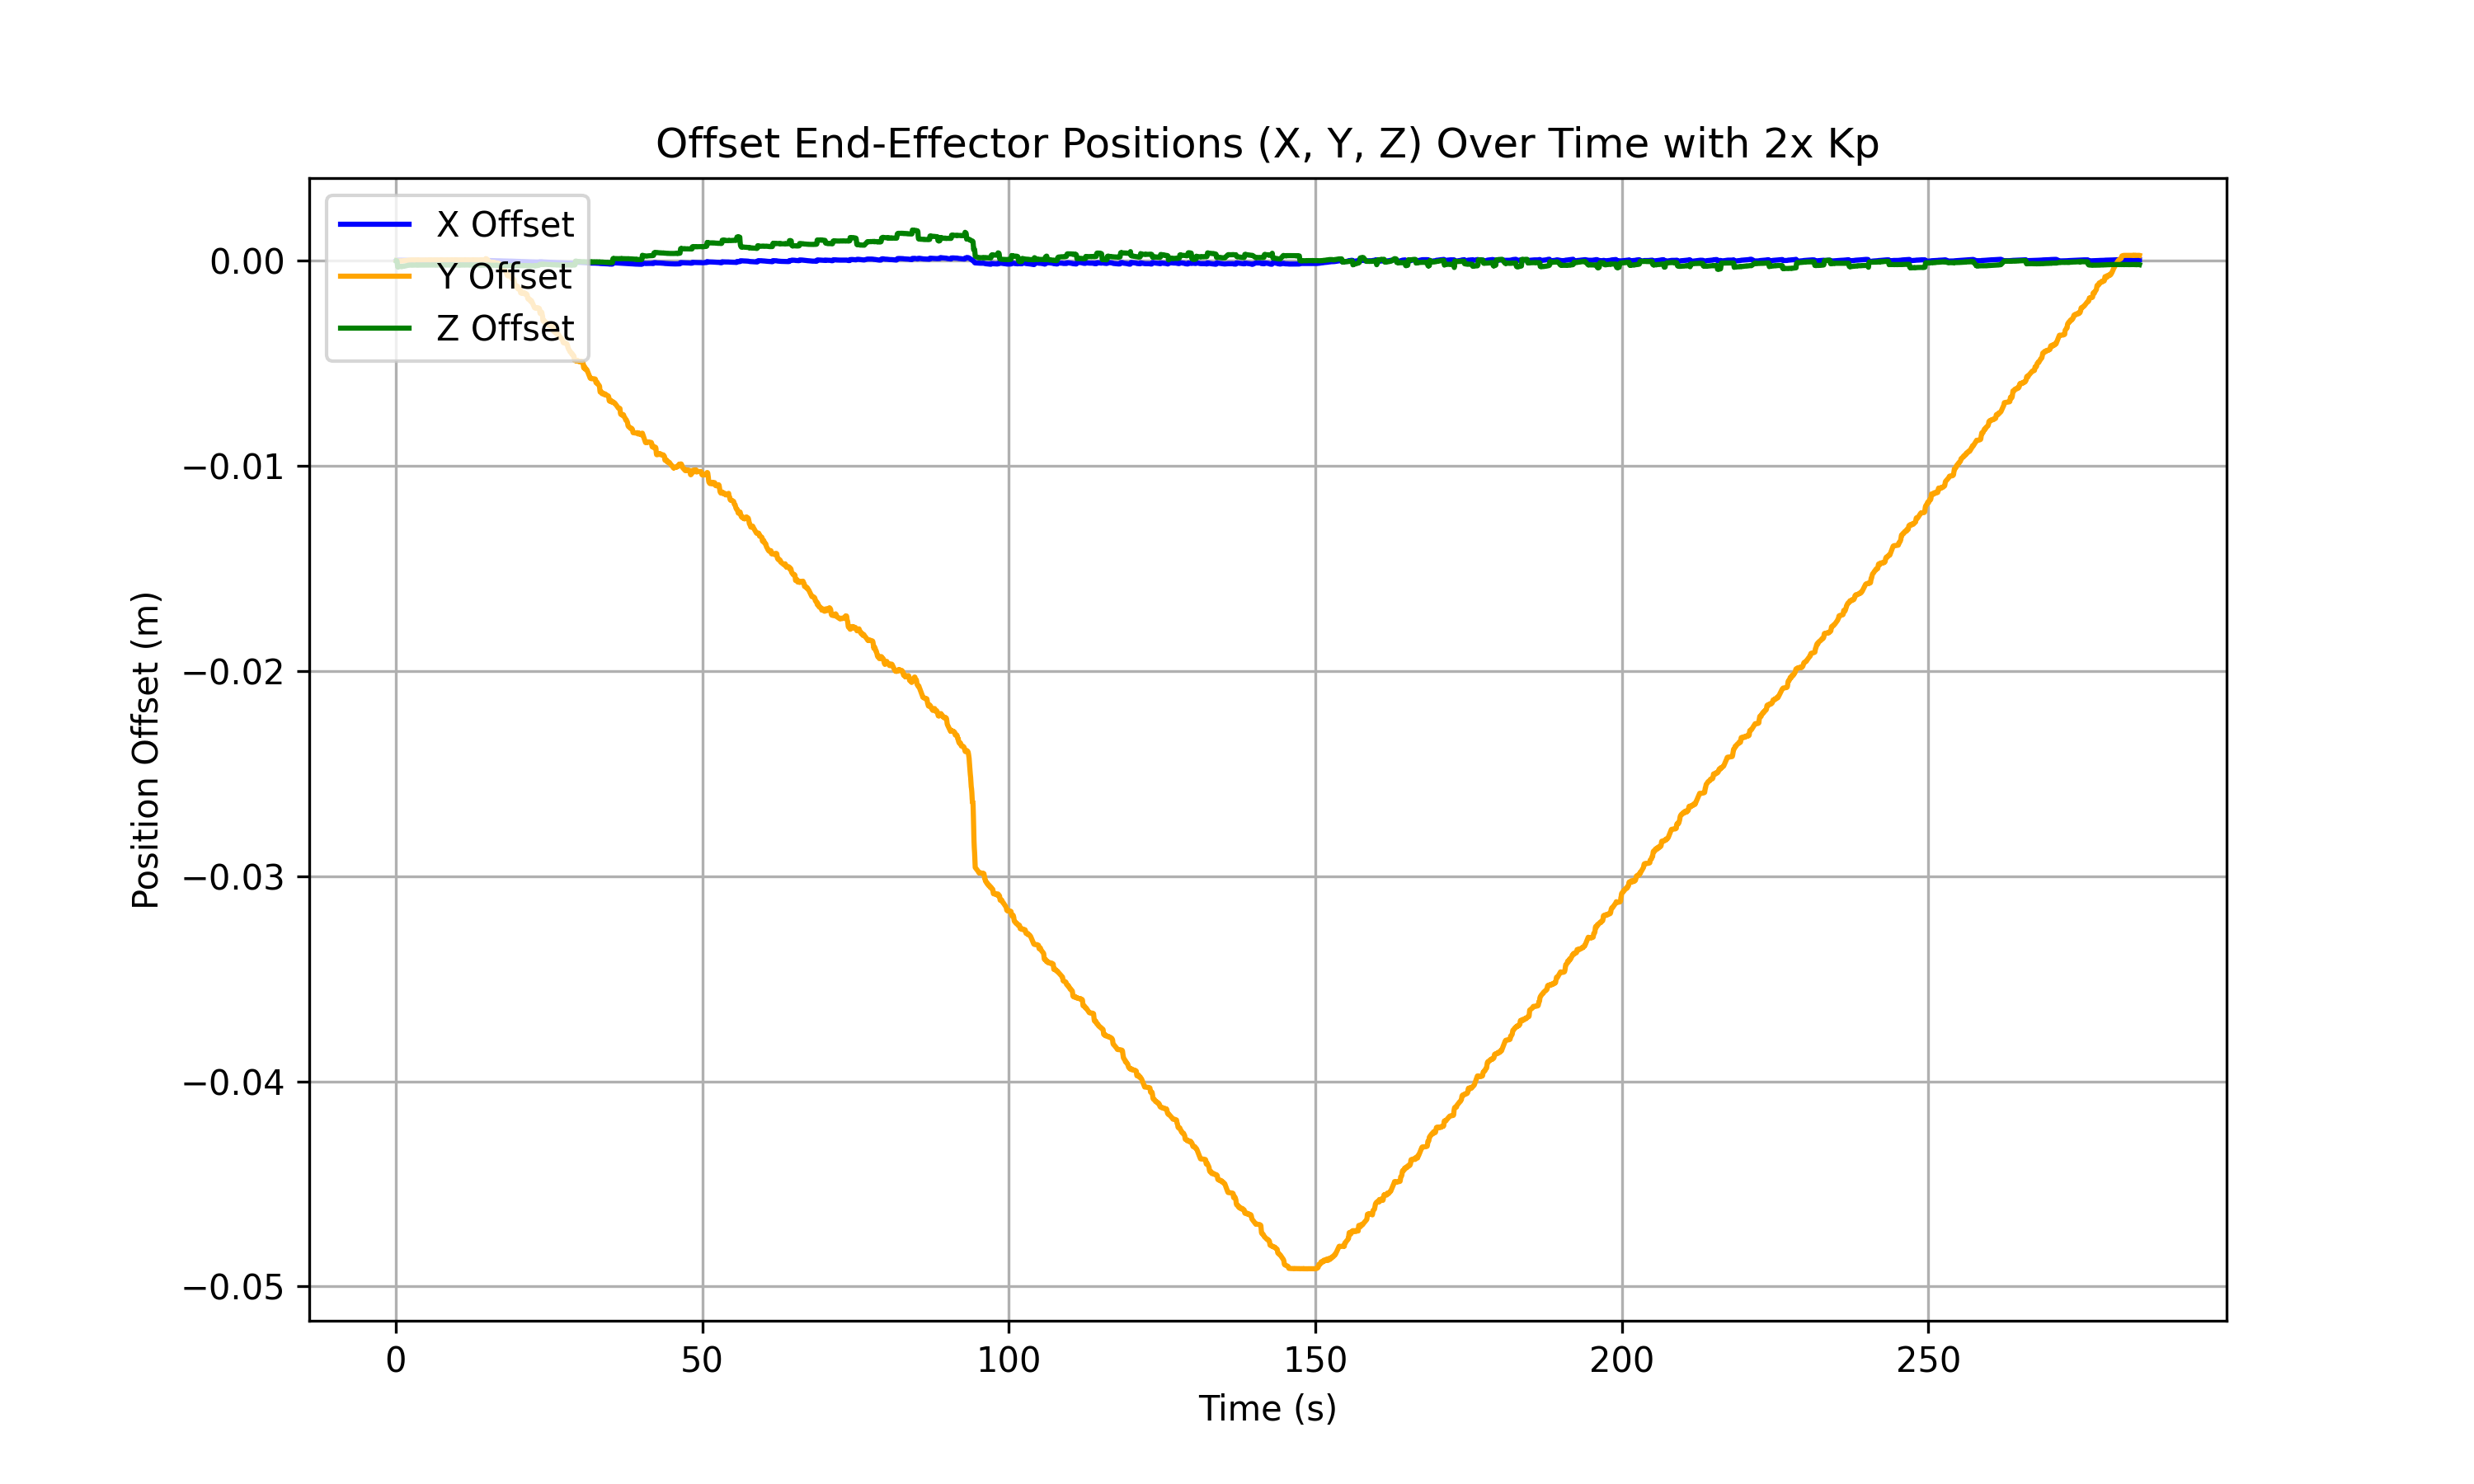 Offset End-Effector Positions (X, Y, Z) Over Time with 2x Kp
X Offset
Y Offset
Z Offset
0.00
−0.01
−0.02
−0.03
−0.04
−0.05
Position Offset (m)
0 50 100 150 200 250
Time (s)